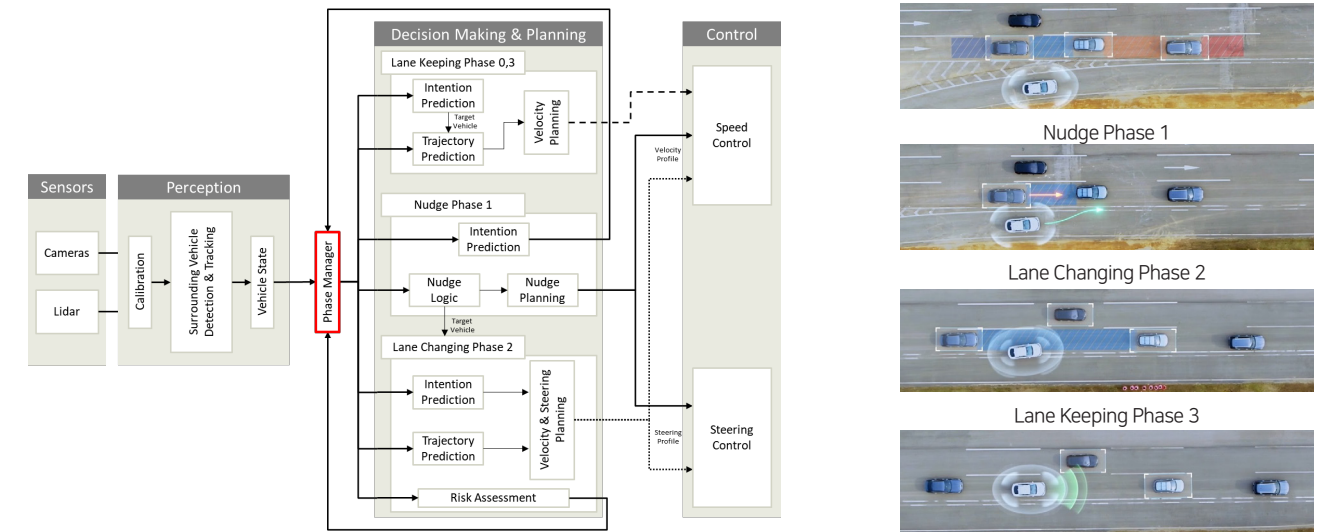 Sensors
Cameras
Lidar
Perception
Calibration
Surrounding Vehicle
Detection & Tracking
Vehicle State
Phase Manager
Decision Making & Planning
Lane Keeping Phase 0,3
Intention
Prediction
Target
Vehicle
Trajectory
Prediction
Velocity
Planning
Nudge Phase 1
Intention
Prediction
Nudge
Logic
Nudge
Planning
Target
Vehicle
Lane Changing Phase 2
Intention
Prediction
Trajectory
Prediction
Velocity & Steering
Planning
Risk Assessment
Velocity
Profile
Steering
Profile
Control
Speed
Control
Steering
Control
Nudge Phase 1
Lane Changing Phase 2
Lane Keeping Phase 3